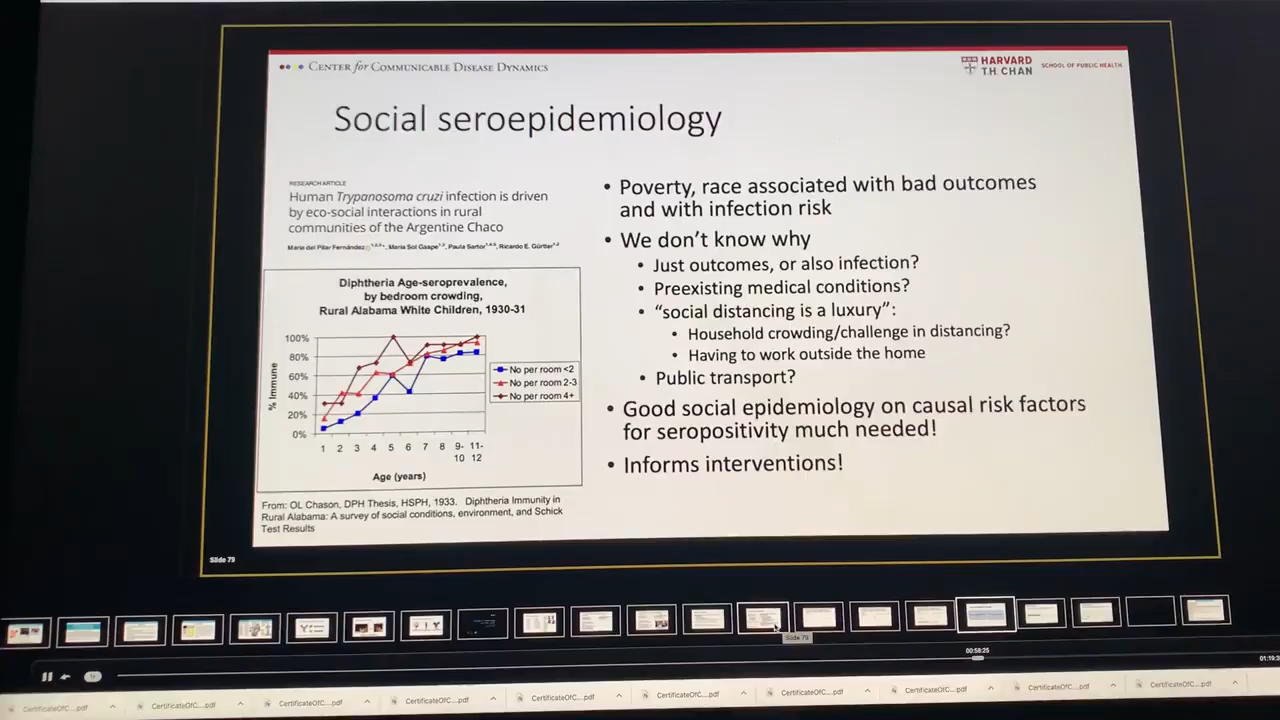 CENTER for COMMUNICABLE DISEASE DYNAMICS
HARVARD
T.H. CHAN
SCHOOL OF PUBLIC HEALTH
Social seroepidemiology
RESEARCH ARTICLE
Human Trypanosoma cruzi infection is driven
by eco-social interactions in rural
communities of the Argentine Chaco
María del Pilar Fernández, María Sol Gaspe, Paula Sartor, Ricardo E. Gürtler
Diphtheria Age-seroprevalence,
by bedroom crowding,
Rural Alabama White Children, 1930-31
100%
80%
60%
40%
20%
0%
% Immune
1 2 3 4 5 6 7 8 9- 11-
10 12
Age (years)
No per room <2
No per room 2-3
No per room 4+
From: OL Chason, DPH Thesis, HSPH, 1933. Diphtheria Immunity in
Rural Alabama: A survey of social conditions, environment, and Schick
Test Results
• Poverty, race associated with bad outcomes
and with infection risk
• We don't know why
• Just outcomes, or also infection?
• Preexisting medical conditions?
• “social distancing is a luxury”:
• Household crowding/challenge in distancing?
• Having to work outside the home
• Public transport?
• Good social epidemiology on causal risk factors
for seropositivity much needed!
• Informs interventions!
Slide 79
Slide 79
00:58:25
CertificateOfC....pdf
CertificateOfC....pdf
CertificateOfC....pdf
CertificateOfC....pdf
CertificateOfC....pdf
CertificateOfC....pdf
CertificateOfC....pdf
CertificateOfC....pdf
CertificateOfC....pdf
CertificateOfC....pdf